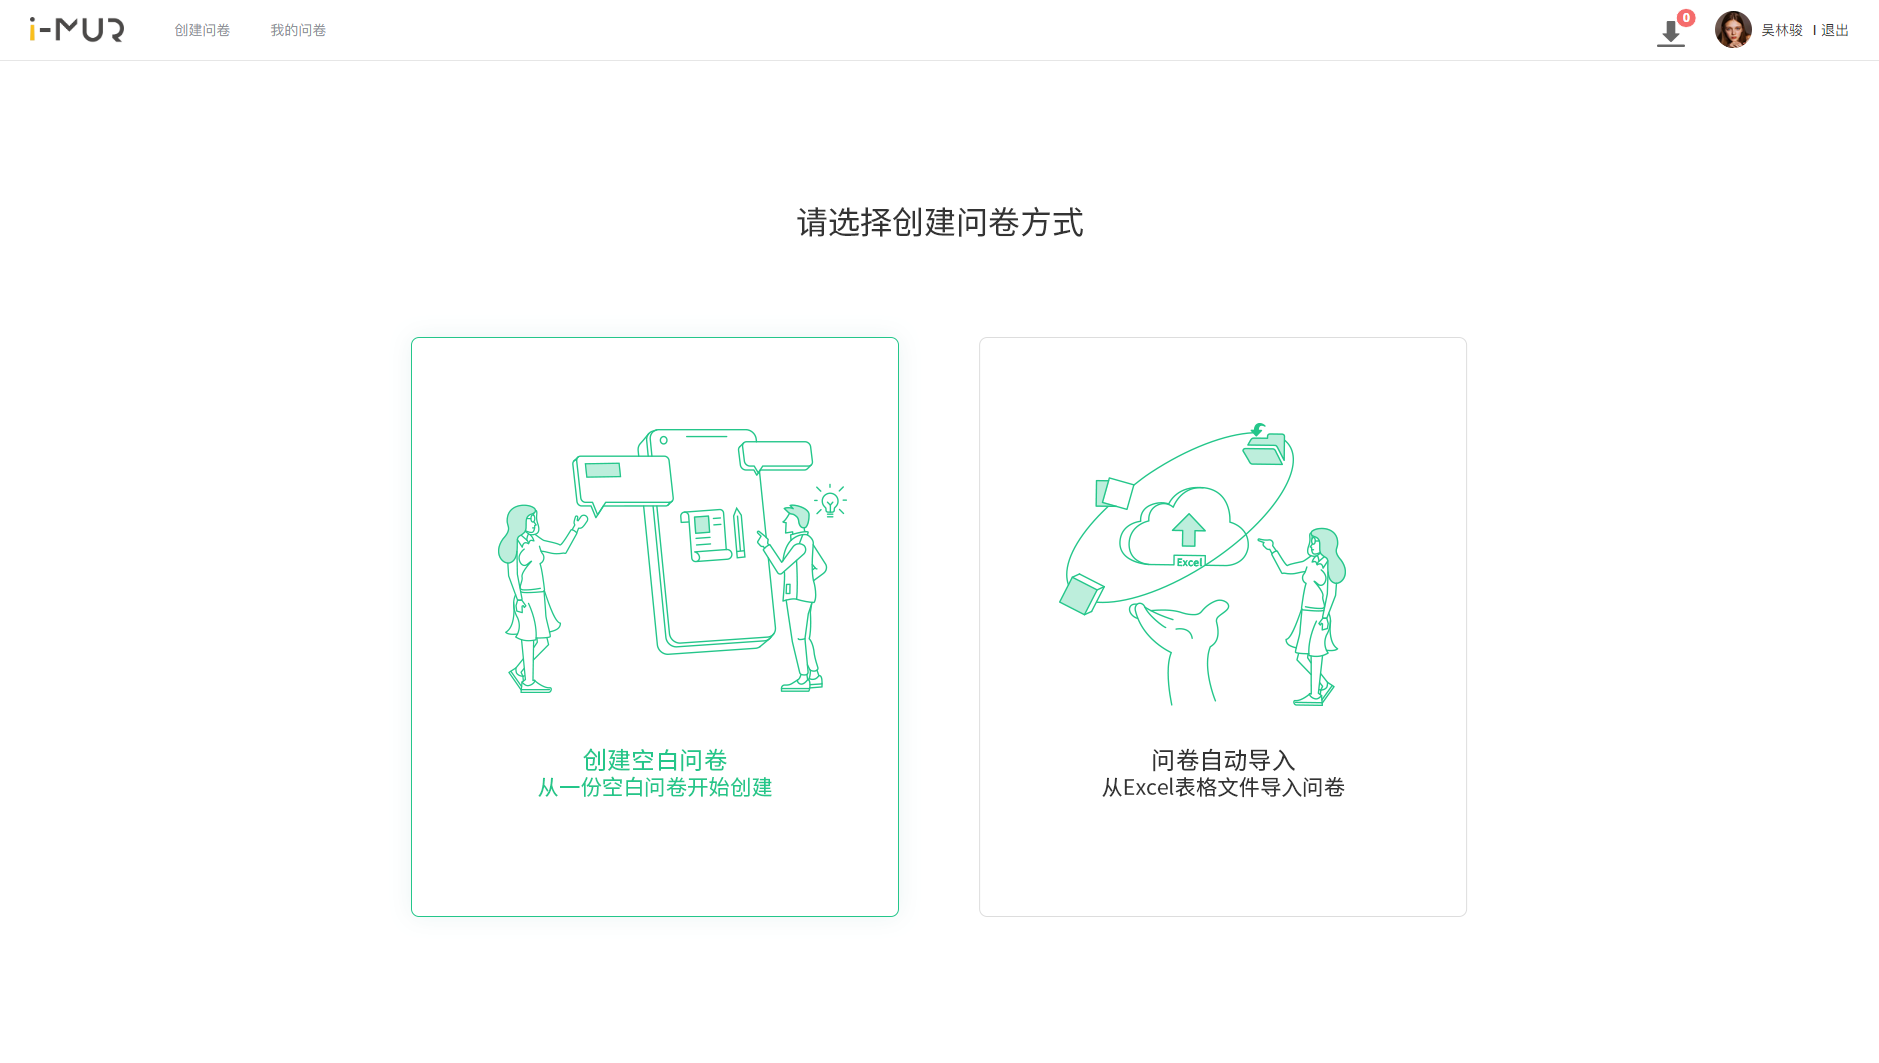 i-MUR
创建问卷
我的问卷
0
吴林骏 | 退出
请选择创建问卷方式
创建空白问卷
从一份空白问卷开始创建
Excel
问卷自动导入
从Excel表格文件导入问卷